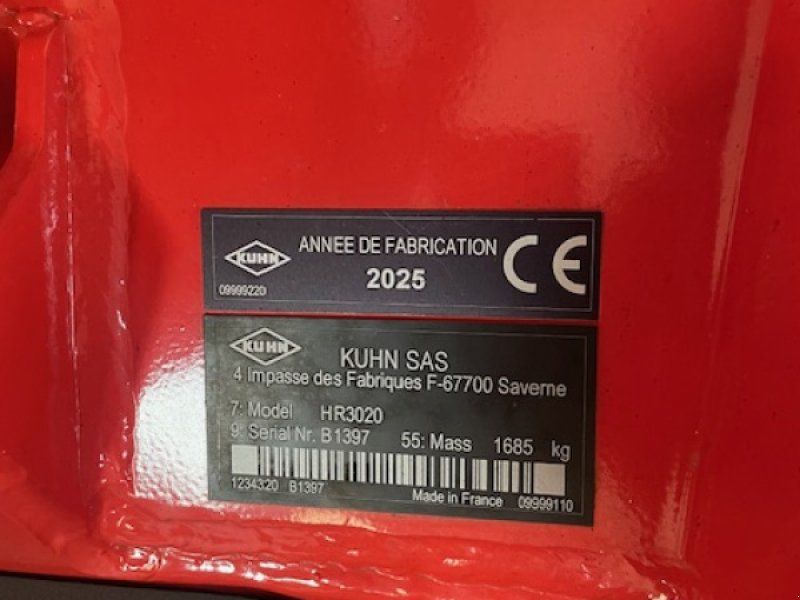 KUHN
ANNEE DE FABRICATION
2025
CE
09999220
KUHN
KUHN SAS
4 Impasse des Fabriques F-67700 Saverne
7: Model HR3020
9: Serial Nr. B1397 55: Mass 1685 kg
1234320 B1397 Made in France 09999110